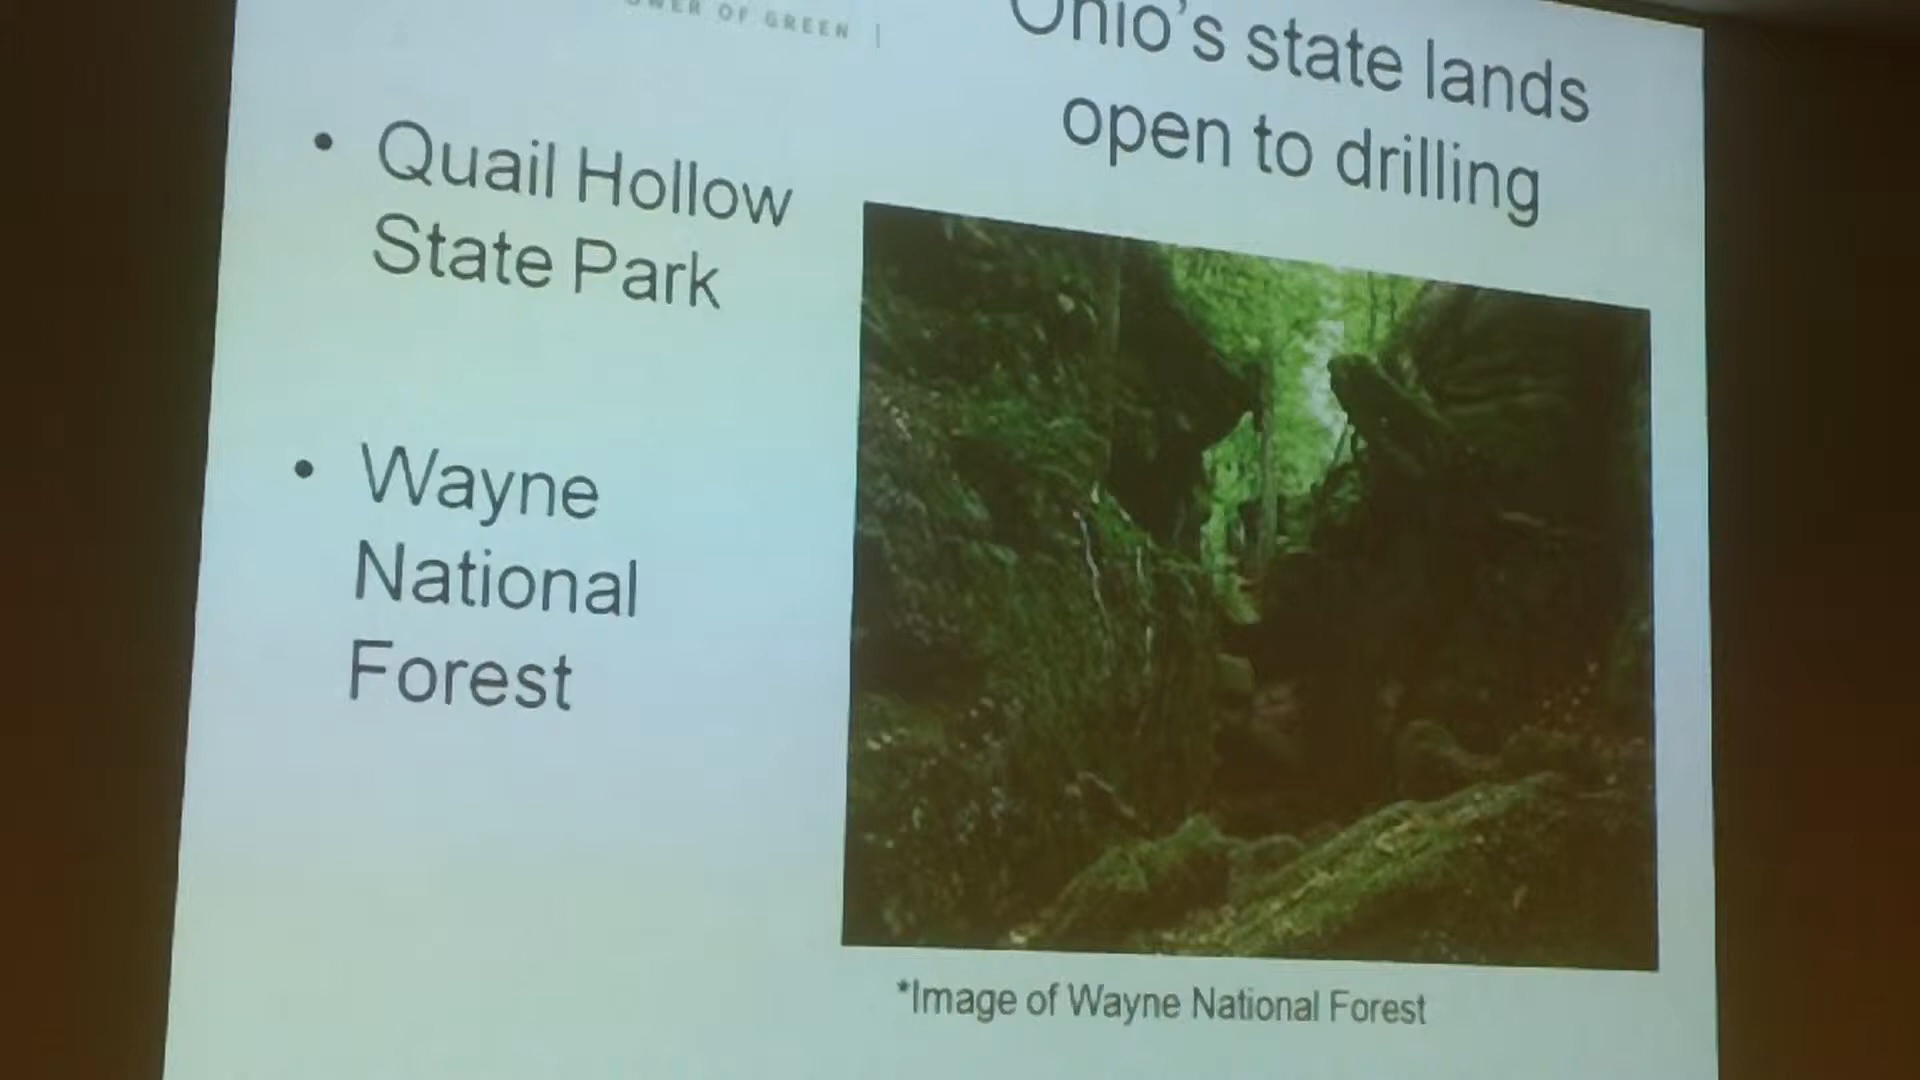 OF GREEN |
Ohio's state lands
open to drilling
• Quail Hollow
State Park
• Wayne
National
Forest
*Image of Wayne National Forest